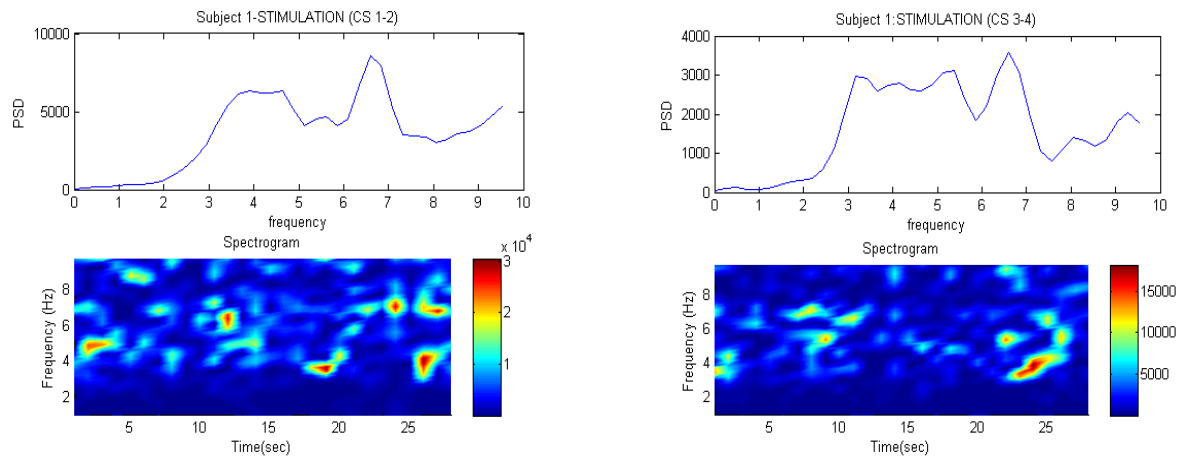 Subject 1-STIMULATION (CS 1-2)
10000
5000
0
PSD
0 1 2 3 4 5 6 7 8 9 10
frequency
Spectrogram
x 10^4
3
2
1
8
6
4
2
Frequency (Hz)
5 10 15 20 25
Time(sec)
Subject 1:STIMULATION (CS 3-4)
4000
3000
2000
1000
0
PSD
0 1 2 3 4 5 6 7 8 9 10
frequency
Spectrogram
8
6
4
2
Frequency (Hz)
15000
10000
5000
5 10 15 20 25
Time(sec)